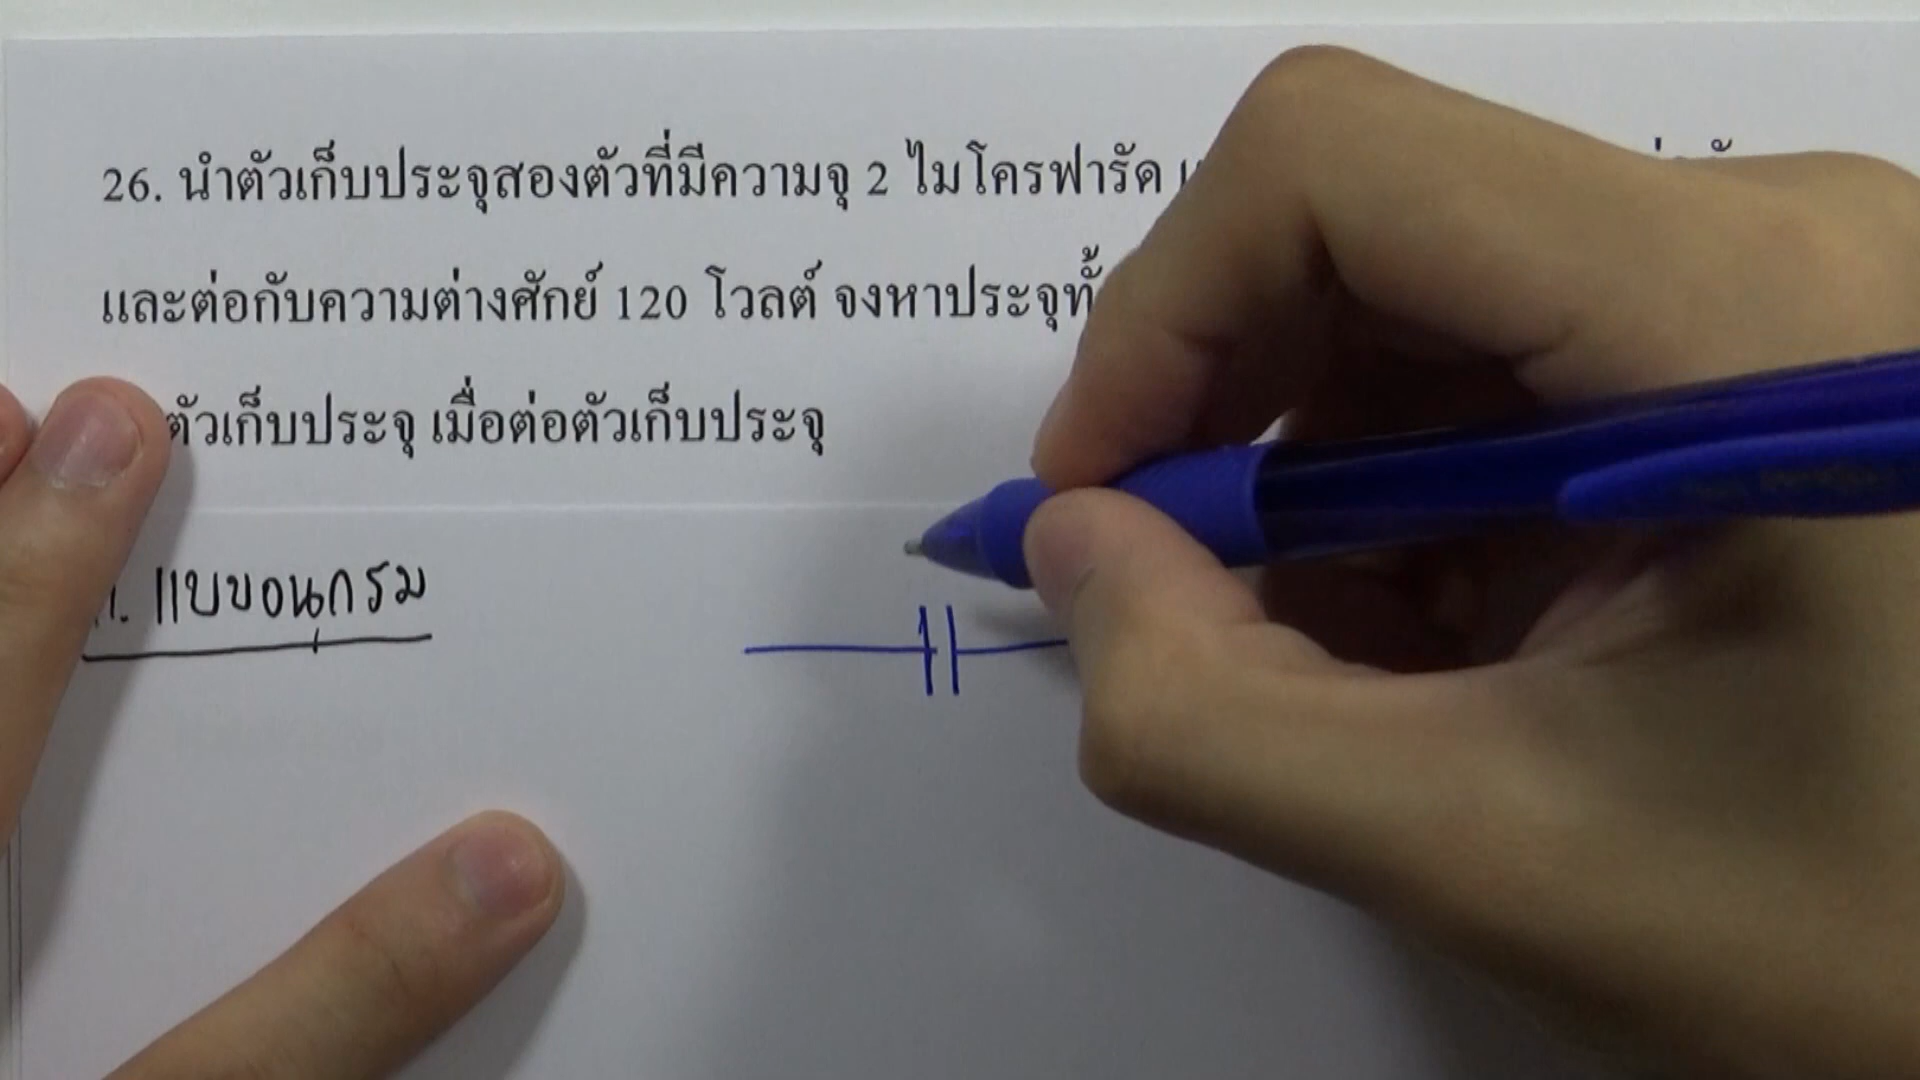 26. นำตัวเก็บประจุสองตัวที่มีความจุ 2 ไมโครฟารัด
และต่อกับความต่างศักย์ 120 โวลต์ จงหาประจุทั้
ตัวเก็บประจุ เมื่อต่อตัวเก็บประจุ
แบบอนุกรม